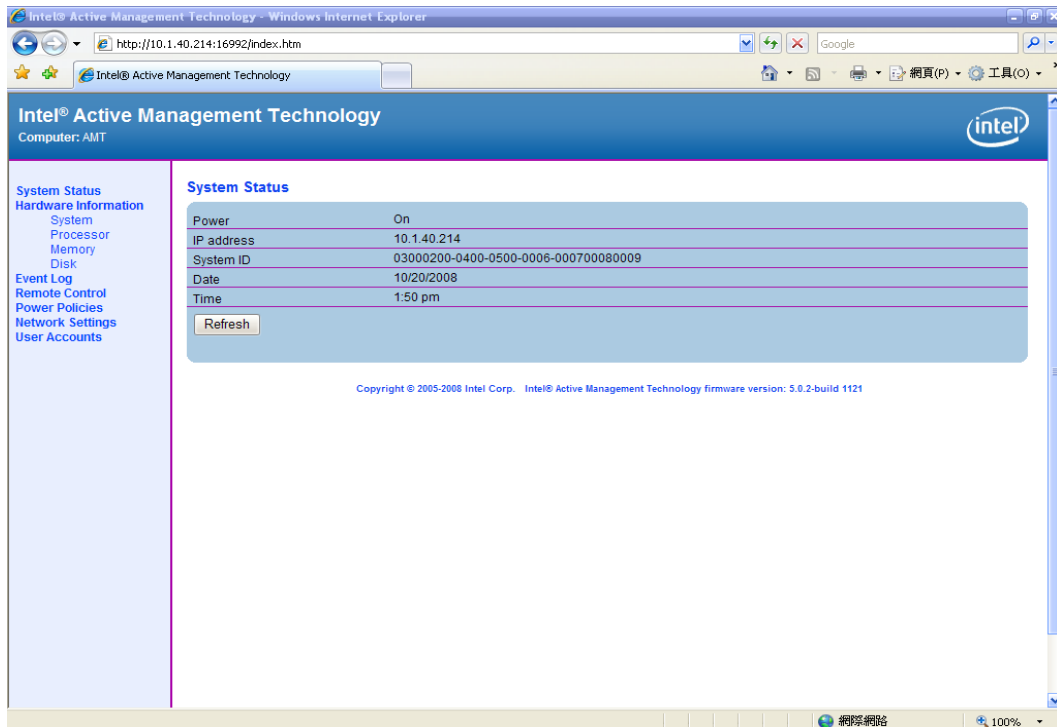 Intel® Active Management Technology - Windows Internet Explorer
http://10.1.40.214:16992/index.htm
Google
Intel® Active Management Technology
網頁(P)
工具(O)
Intel® Active Management Technology
Computer: AMT
intel
System Status
Hardware Information
System
Processor
Memory
Disk
Event Log
Remote Control
Power Policies
Network Settings
User Accounts
System Status
Power On
IP address 10.1.40.214
System ID 03000200-0400-0500-0006-000700080009
Date 10/20/2008
Time 1:50 pm
Refresh
Copyright © 2005-2008 Intel Corp. Intel® Active Management Technology firmware version: 5.0.2-build 1121
網際網路
100%